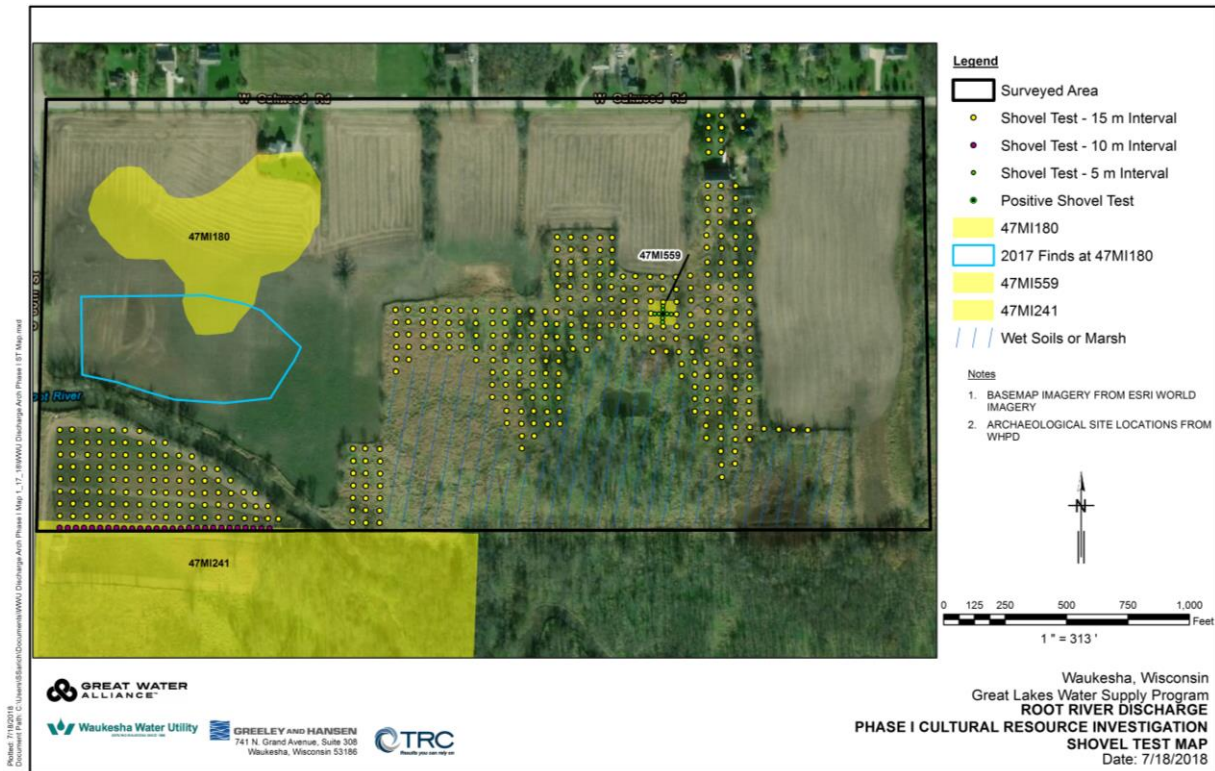 W Oakwood Rd
W Oakwood Rd
47MI180
47MI559
47MI241
Legend
Surveyed Area
Shovel Test - 15 m Interval
Shovel Test - 10 m Interval
Shovel Test - 5 m Interval
Positive Shovel Test
47MI180
2017 Finds at 47MI180
47MI559
47MI241
Wet Soils or Marsh
Notes
1. BASEMAP IMAGERY FROM ESRI WORLD
IMAGERY
2. ARCHAEOLOGICAL SITE LOCATIONS FROM
WHPD
N
0 125 250 500 750 1,000
Feet
1 " = 313 '
GREAT WATER
ALLIANCE
Waukesha Water Utility
GREELEY AND HANSEN
741 N. Grand Avenue, Suite 308
Waukesha, Wisconsin 53186
TRC
Results you can rely on
Waukesha, Wisconsin
Great Lakes Water Supply Program
ROOT RIVER DISCHARGE
PHASE I CULTURAL RESOURCE INVESTIGATION
SHOVEL TEST MAP
Date: 7/18/2018
Plotted: 7/18/2018